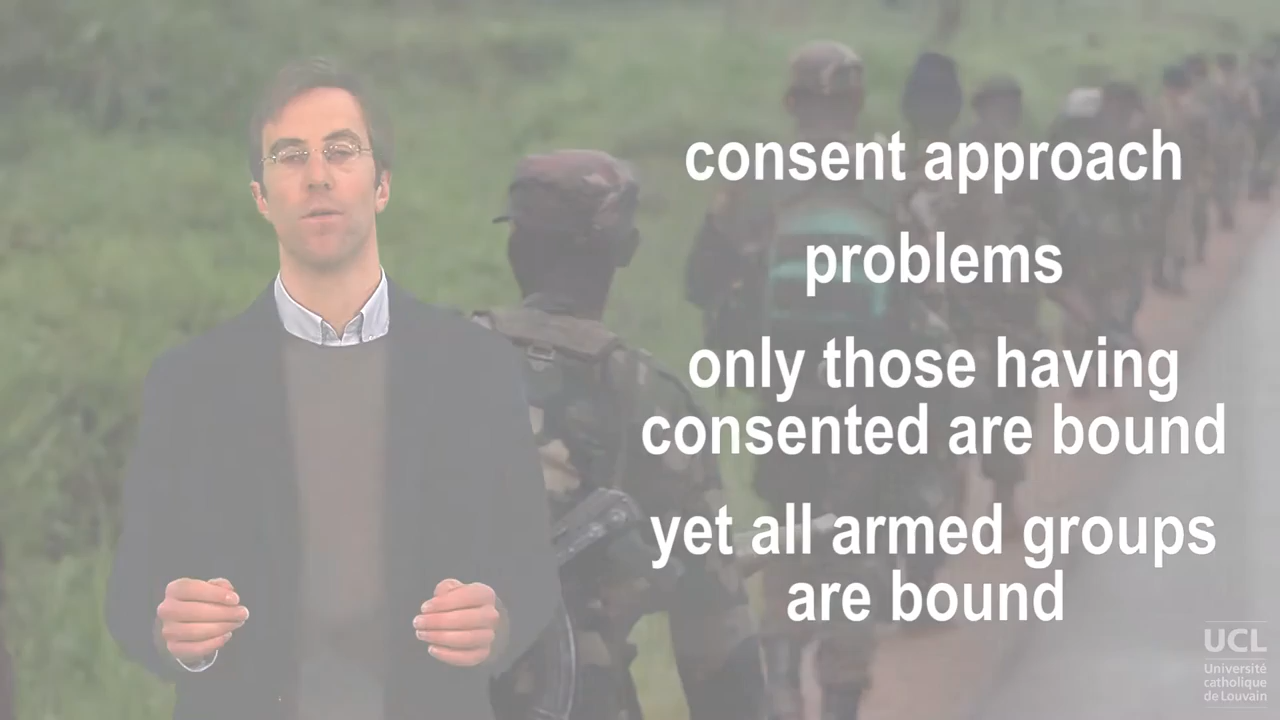 consent approach
problems
only those having
consented are bound
yet all armed groups
are bound
UCL
Université
catholique
de Louvain